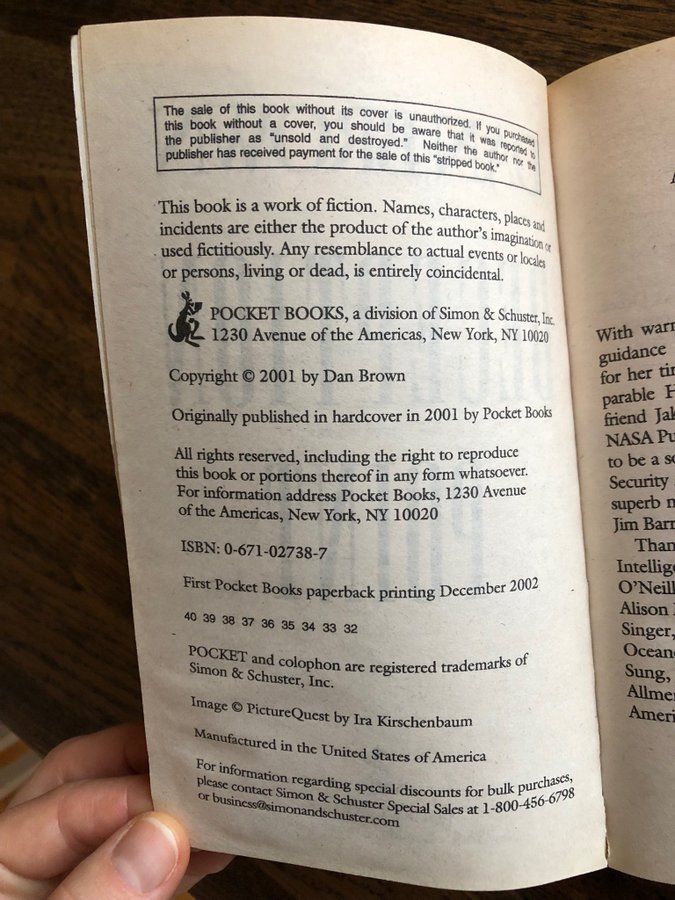 The sale of this book without its cover is unauthorized. If you purchased
this book without a cover, you should be aware that it was reported to
the publisher as "unsold and destroyed." Neither the author nor the
publisher has received payment for the sale of this "stripped book."
This book is a work of fiction. Names, characters, places and
incidents are either the product of the author's imagination or
used fictitiously. Any resemblance to actual events or locales
or persons, living or dead, is entirely coincidental.
POCKET BOOKS, a division of Simon & Schuster, Inc.
1230 Avenue of the Americas, New York, NY 10020
Copyright © 2001 by Dan Brown
Originally published in hardcover in 2001 by Pocket Books
All rights reserved, including the right to reproduce
this book or portions thereof in any form whatsoever.
For information address Pocket Books, 1230 Avenue
of the Americas, New York, NY 10020
ISBN: 0-671-02738-7
First Pocket Books paperback printing December 2002
40 39 38 37 36 35 34 33 32
POCKET and colophon are registered trademarks of
Simon & Schuster, Inc.
Image © PictureQuest by Ira Kirschenbaum
Manufactured in the United States of America
For information regarding special discounts for bulk purchases,
please contact Simon & Schuster Special Sales at 1-800-456-6798
or business@simonandschuster.com
With
guidance
for her
parable
friend
NASA
to be a
Security
superb
Jim
O'Neill
Alison
Singer,
Sung,